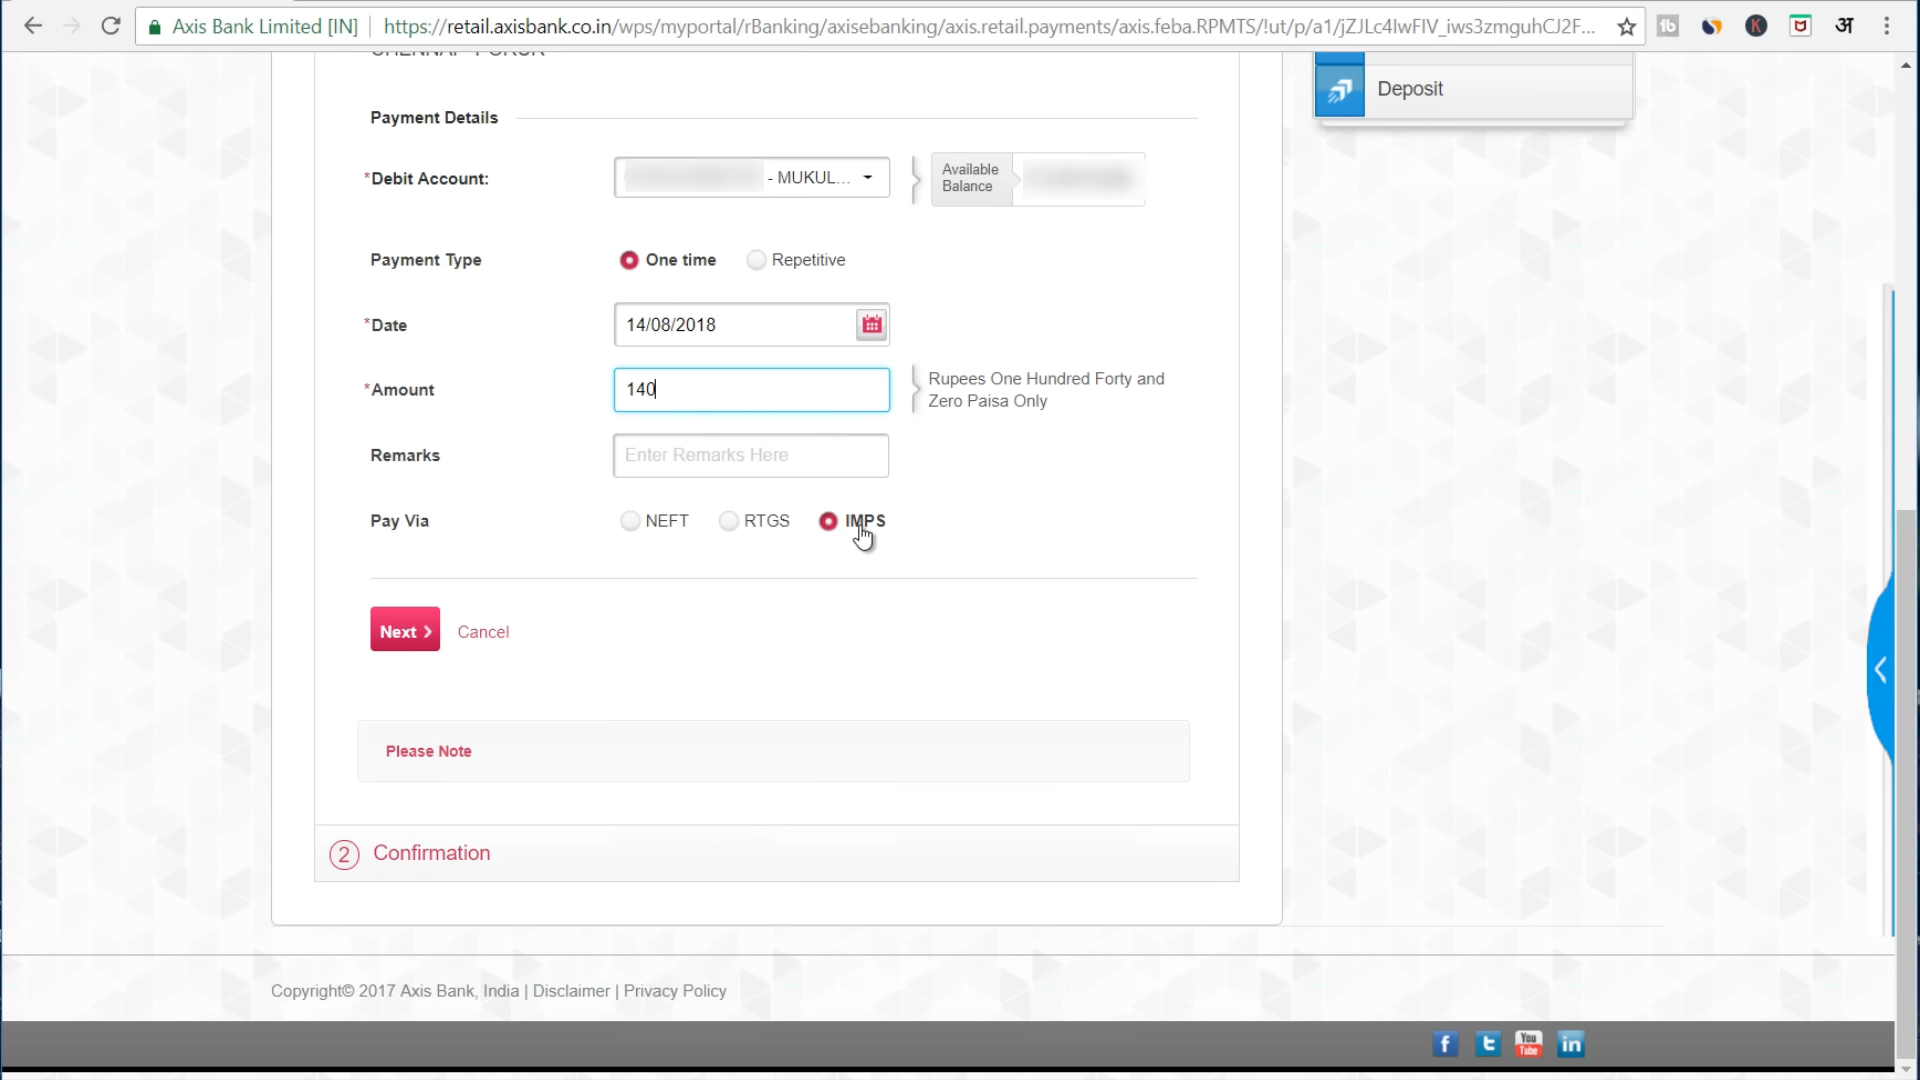 Axis Bank Limited [IN] | https://retail.axisbank.co.in/wps/myportal/rBanking/axisebanking/axis.retail.payments/axis.feba.RPMTS/!ut/p/a1/jZJLc4IwFIV_iws3zmguhCJ2F...
Deposit
Payment Details
*Debit Account:
- MUKUL...
Available
Balance
Payment Type
One time
Repetitive
*Date
14/08/2018
*Amount
140
Rupees One Hundred Forty and
Zero Paisa Only
Remarks
Enter Remarks Here
Pay Via
NEFT
RTGS
IMPS
Next
Cancel
Please Note
2 Confirmation
Copyright© 2017 Axis Bank, India | Disclaimer | Privacy Policy
You
Tube